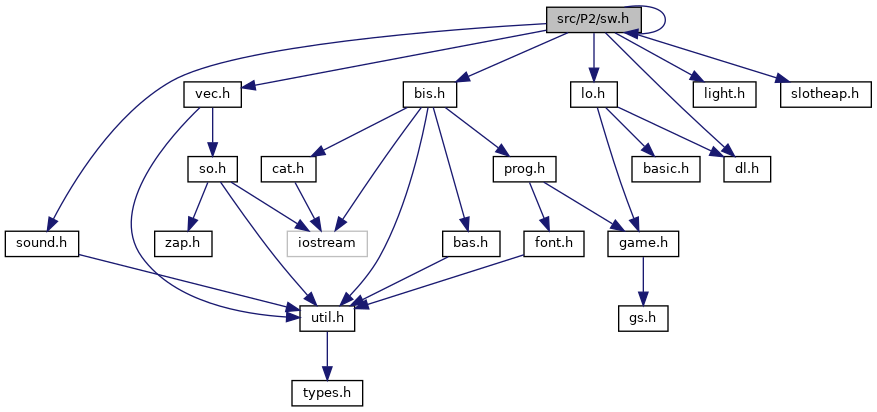 src/P2/sw.h
vec.h
bis.h
lo.h
light.h
slotheap.h
so.h
cat.h
prog.h
basic.h
dl.h
sound.h
zap.h
iostream
bas.h
font.h
game.h
util.h
gs.h
types.h